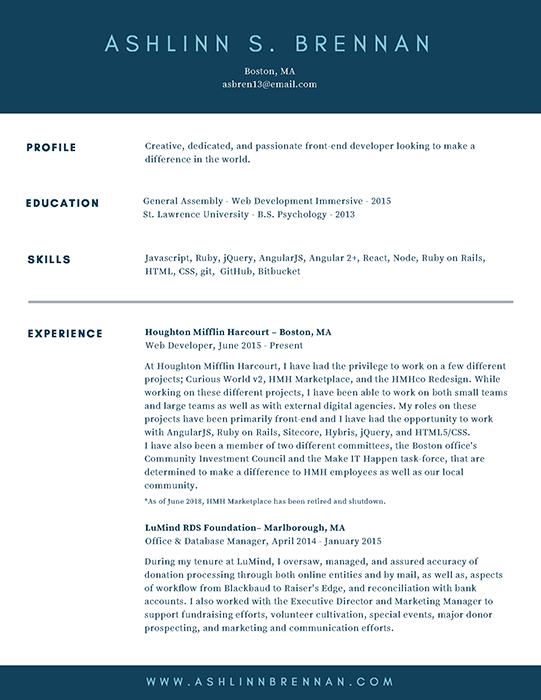 ASHLINN S. BRENNAN
Boston, MA
asbren13@email.com
PROFILE
Creative, dedicated, and passionate front-end developer looking to make a
difference in the world.
EDUCATION
General Assembly - Web Development Immersive - 2015
St. Lawrence University - B.S. Psychology - 2013
SKILLS
Javascript, Ruby, jQuery, AngularJS, Angular 2+, React, Node, Ruby on Rails,
HTML, CSS, git, GitHub, Bitbucket
EXPERIENCE
Houghton Mifflin Harcourt – Boston, MA
Web Developer, June 2015 - Present
At Houghton Mifflin Harcourt, I have had the privilege to work on a few different
projects; Curious World v2, HMH Marketplace, and the HMHco Redesign. While
working on these different projects, I have been able to work on both small teams
and large teams as well as with external digital agencies. My roles on these
projects have been primarily front-end and I have had the opportunity to work
with AngularJS, Ruby on Rails, Sitecore, Hybris, jQuery, and HTML5/CSS.
I have also been a member of two different committees, the Boston office's
Community Investment Council and the Make IT Happen task-force, that are
determined to make a difference to HMH employees as well as our local
community.
*As of June 2018, HMH Marketplace has been retired and shutdown.
LuMind RDS Foundation– Marlborough, MA
Office & Database Manager, April 2014 - January 2015
During my tenure at LuMind, I oversaw, managed, and assured accuracy of
donation processing through both online entities and by mail, as well as, aspects
of workflow from Blackbaud to Raiser's Edge, and reconciliation with bank
accounts. I also worked with the Executive Director and Marketing Manager to
support fundraising efforts, volunteer cultivation, special events, major donor
prospecting, and marketing and communication efforts.
WWW.ASHLINNBRENNAN.COM